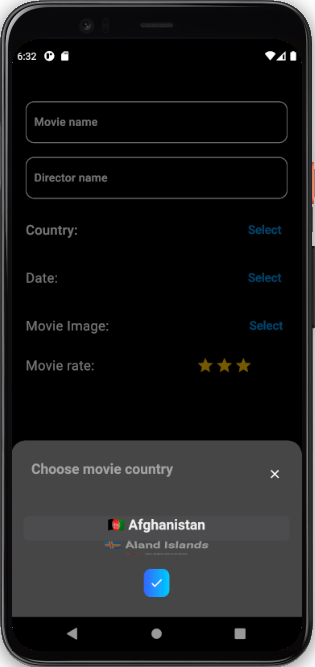 6:32
Movie name
Director name
Country: Select
Date: Select
Movie Image: Select
Movie rate:
Choose movie country
Afghanistan
Aland Islands